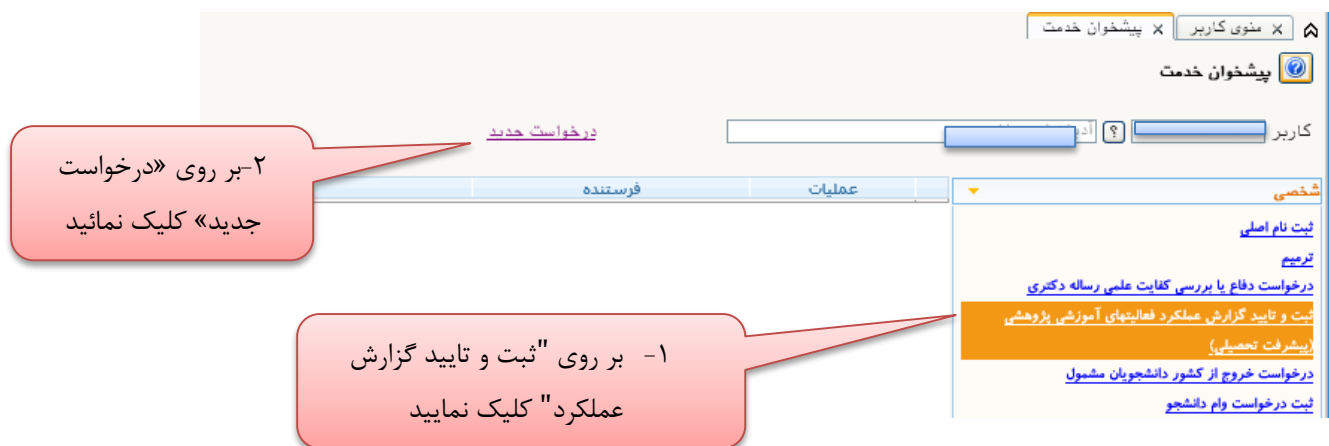 منوی کاربر
پیشخوان خدمت
پیشخوان خدمت
کاربر
درخواست جدید
۲-بر روی «درخواست
جدید» کلیک نمائید
شخصی
عملیات
فرستنده
ثبت نام اصلی
ترمیم
درخواست دفاع یا بررسی کفایت علمی رساله دکتری
ثبت و تایید گزارش عملکرد فعالیتهای آموزشی پژوهشی
(پیشرفت تحصیلی)
درخواست خروج از کشور دانشجویان مشمول
ثبت درخواست وام دانشجو
۱- بر روی "ثبت و تایید گزارش
عملکرد" کلیک نمایید